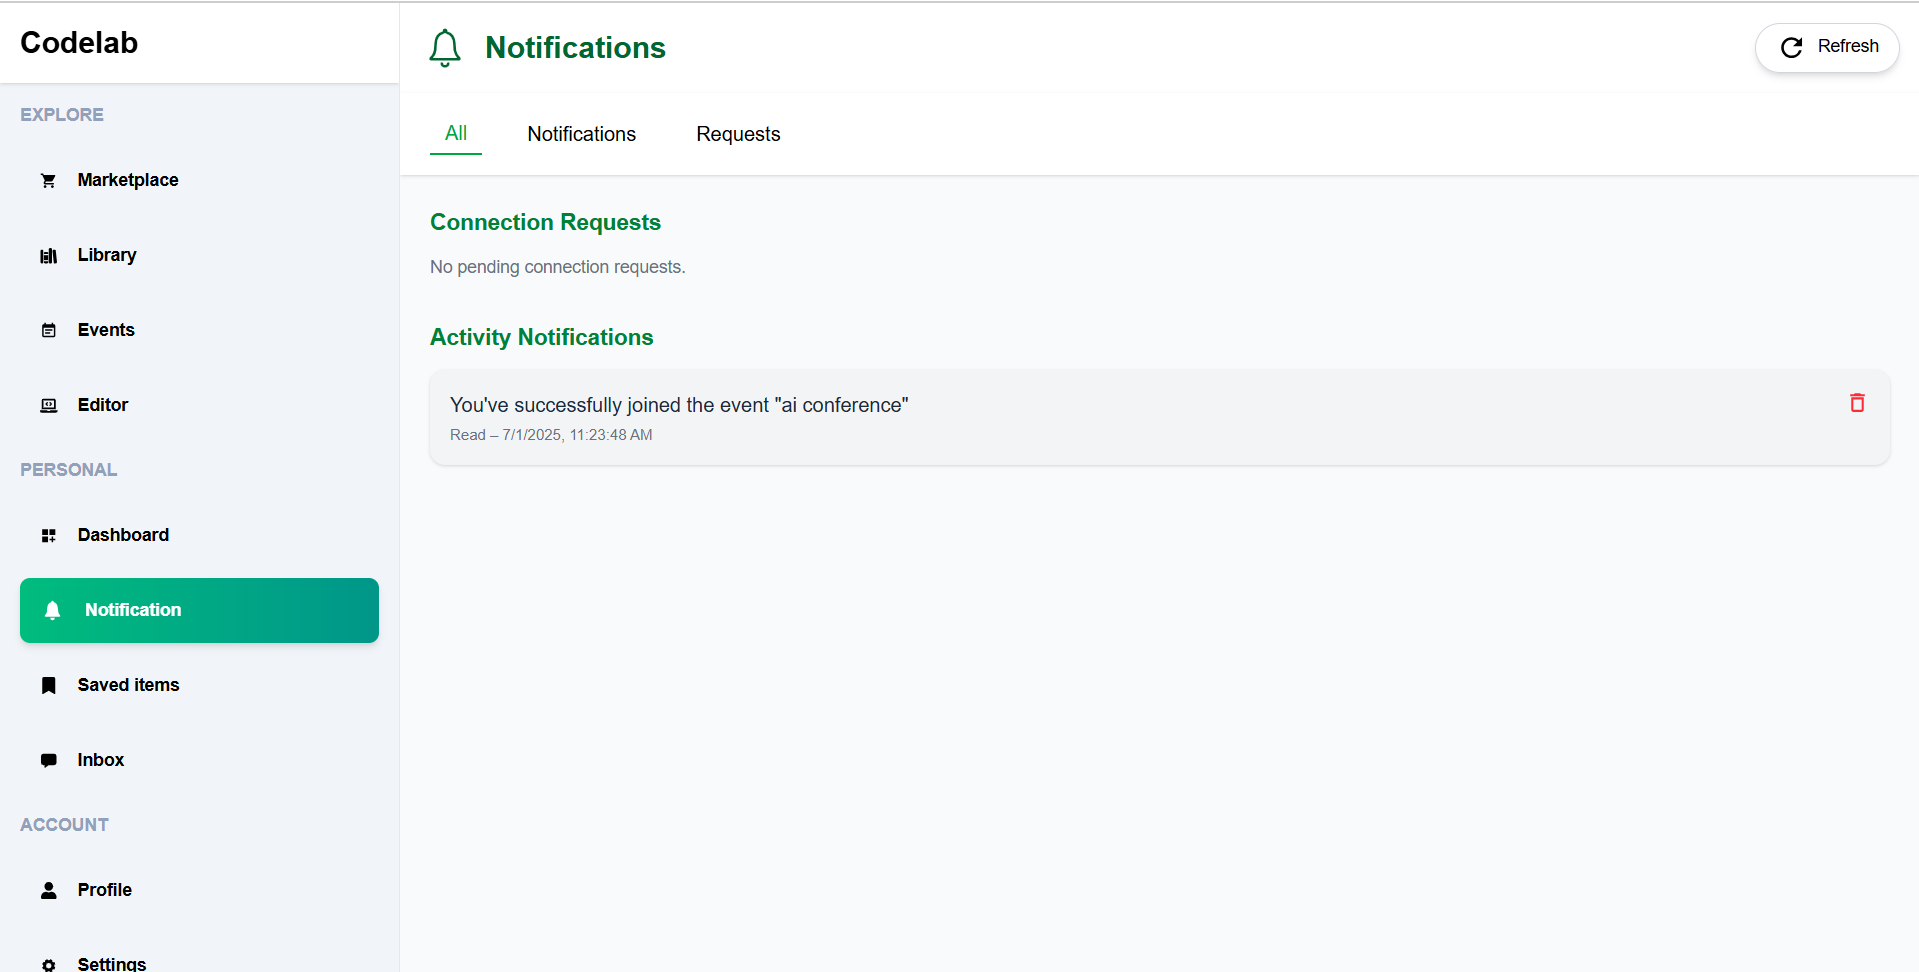 Codelab
EXPLORE
Marketplace
Library
Events
Editor
PERSONAL
Dashboard
Notification
Saved items
Inbox
ACCOUNT
Profile
Settings
Notifications
Refresh
All
Notifications
Requests
Connection Requests
No pending connection requests.
Activity Notifications
You've successfully joined the event "ai conference"
Read – 7/1/2025, 11:23:48 AM